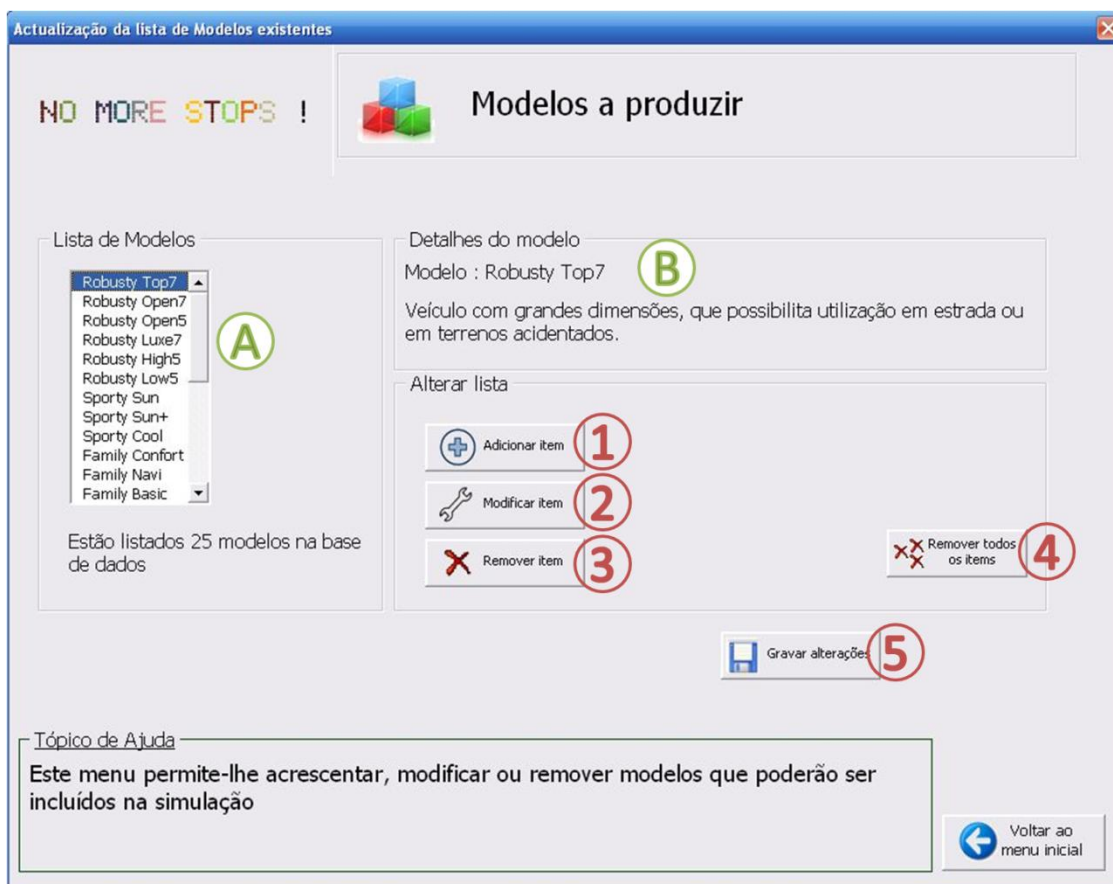 Actualização da lista de Modelos existentes
NO MORE STOPS !
Modelos a produzir
Lista de Modelos
Robusty Top7
Robusty Open7
Robusty Open5
Robusty Luxe7
Robusty High5
Robusty Low5
Sporty Sun
Sporty Sun+
Sporty Cool
Family Confort
Family Navi
Family Basic
A
Estão listados 25 modelos na base
de dados
Detalhes do modelo
Modelo : Robusty Top7
B
Veículo com grandes dimensões, que possibilita utilização em estrada ou
em terrenos acidentados.
Alterar lista
Adicionar item
1
Modificar item
2
Remover item
3
Remover todos
os items
4
Gravar alterações
5
Tópico de Ajuda
Este menu permite-lhe acrescentar, modificar ou remover modelos que poderão ser
incluídos na simulação
Voltar ao
menu inicial